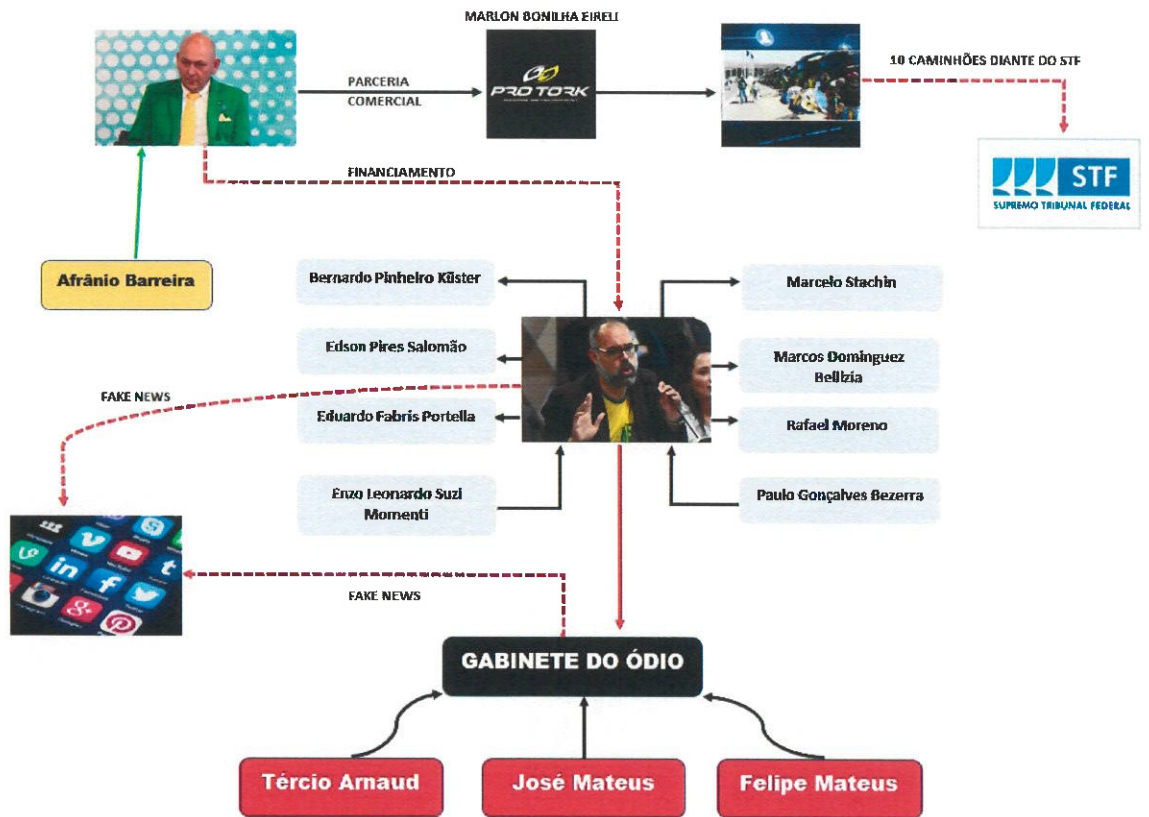 MARLON BONILHA EIRELI
PARCERIA
COMERCIAL
PRO TORK
10 CAMINHÕES DIANTE DO STF
STF
SUPREMO TRIBUNAL FEDERAL
FINANCIAMENTO
Afrânio Barreira
Bernardo Pinheiro Küster
Marcelo Stachin
Edson Pires Salomão
Marcos Dominguez
Bellizia
FAKE NEWS
Eduardo Fabris Portella
Rafael Moreno
Enzo Leonardo Suzi
Momenti
Paulo Gonçalves Bezerra
FAKE NEWS
GABINETE DO ÓDIO
Tércio Arnaud
José Mateus
Felipe Mateus